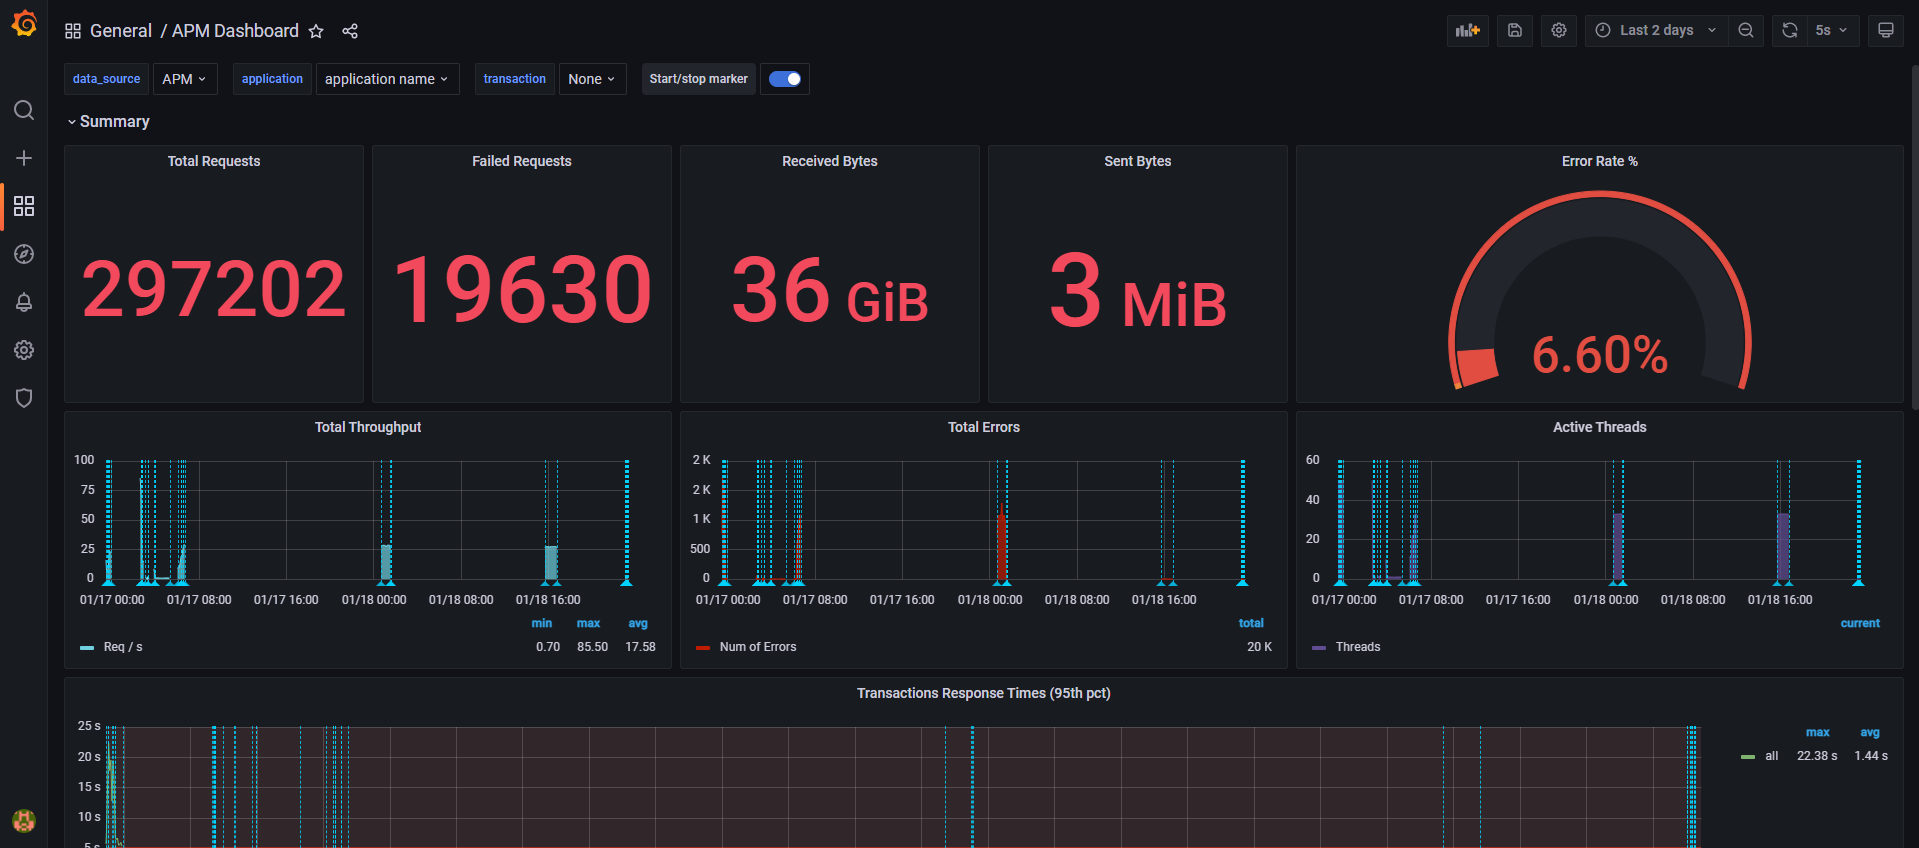 General / APM Dashboard
Last 2 days
5s
data_source APM application application name transaction None Start/stop marker
Summary
Total Requests
297202
Failed Requests
19630
Received Bytes
36 GiB
Sent Bytes
3 MiB
Error Rate %
6.60%
Total Throughput
100
75
50
25
0
01/17 00:00 01/17 08:00 01/17 16:00 01/18 00:00 01/18 08:00 01/18 16:00
min max avg
Req / s 0.70 85.50 17.58
Total Errors
2 K
2 K
1 K
500
0
01/17 00:00 01/17 08:00 01/17 16:00 01/18 00:00 01/18 08:00 01/18 16:00
total
Num of Errors 20 K
Active Threads
60
40
20
0
01/17 00:00 01/17 08:00 01/17 16:00 01/18 00:00 01/18 08:00 01/18 16:00
current
Threads
Transactions Response Times (95th pct)
25 s
20 s
15 s
10 s
5 s
max avg
all 22.38 s 1.44 s